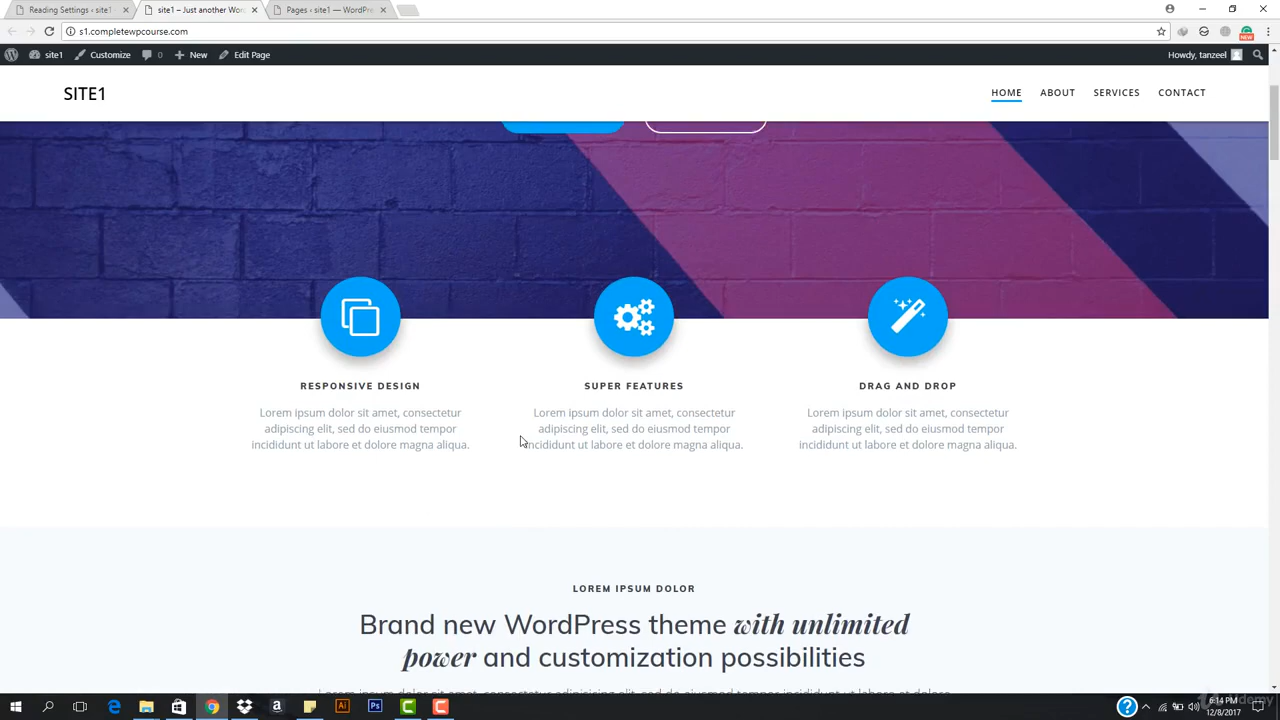 Reading Settings ‹ site1 -
site1 – Just another Wor
Pages ‹ site1 — WordPre
s1.completewpcourse.com
site1
Customize
0
New
Edit Page
Howdy, tanzeel
SITE1
HOME
ABOUT
SERVICES
CONTACT
RESPONSIVE DESIGN
Lorem ipsum dolor sit amet, consectetur
adipiscing elit, sed do eiusmod tempor
incididunt ut labore et dolore magna aliqua.
SUPER FEATURES
Lorem ipsum dolor sit amet, consectetur
adipiscing elit, sed do eiusmod tempor
incididunt ut labore et dolore magna aliqua.
DRAG AND DROP
Lorem ipsum dolor sit amet, consectetur
adipiscing elit, sed do eiusmod tempor
incididunt ut labore et dolore magna aliqua.
LOREM IPSUM DOLOR
Brand new WordPress theme with unlimited
power and customization possibilities
6:14 PM
12/8/2017